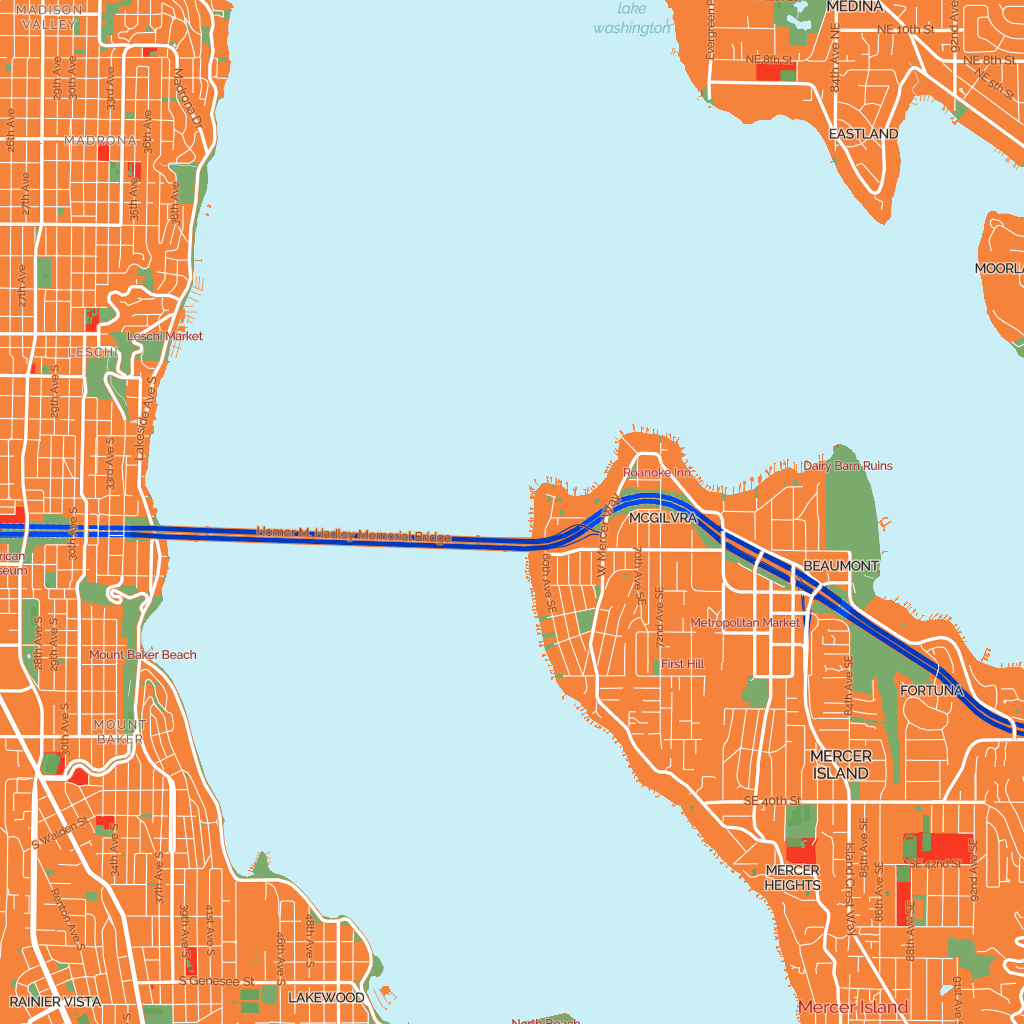 MADISON
VALLEY
lake
washington
Evergreen P
MEDINA
84th Ave NE
NE 10th St
92nd Ave
NE 8th St
NE 8th St
NE 5th St
29th Ave
30th Ave
33rd Ave
Madrona Dr
26th Ave
36th Ave
MADRONA
EASTLAND
27th Ave
35th Ave
38th Ave
27th Ave
MOORLA
Leschi Market
LESCHI
29th Ave S
Lakeside Ave S
33rd Ave S
Roanoke Inn
Dairy Barn Ruins
30th Ave S
Homer M. Hadley Memorial Bridge
W Mercer Way
MCGILVRA
rican
seum
60th Ave SE
70th Ave SE
72nd Ave SE
BEAUMONT
28th Ave S
29th Ave S
Metropolitan Market
Mount Baker Beach
First Hill
84th Ave SE
FORTUNA
30th Ave S
MOUNT
BAKER
MERCER
ISLAND
SE 40th St
S Walden St
34th Ave S
37th Ave S
Island Crest Way
85th Ave SE
86th Ave SE
SE 42nd St
92nd Ave SE
MERCER
HEIGHTS
Renton Ave S
39th Ave S
41st Ave S
46th Ave S
48th Ave S
88th Ave SE
S Genesee St
91st Ave
RAINIER VISTA
LAKEWOOD
Mercer Island
North Beach